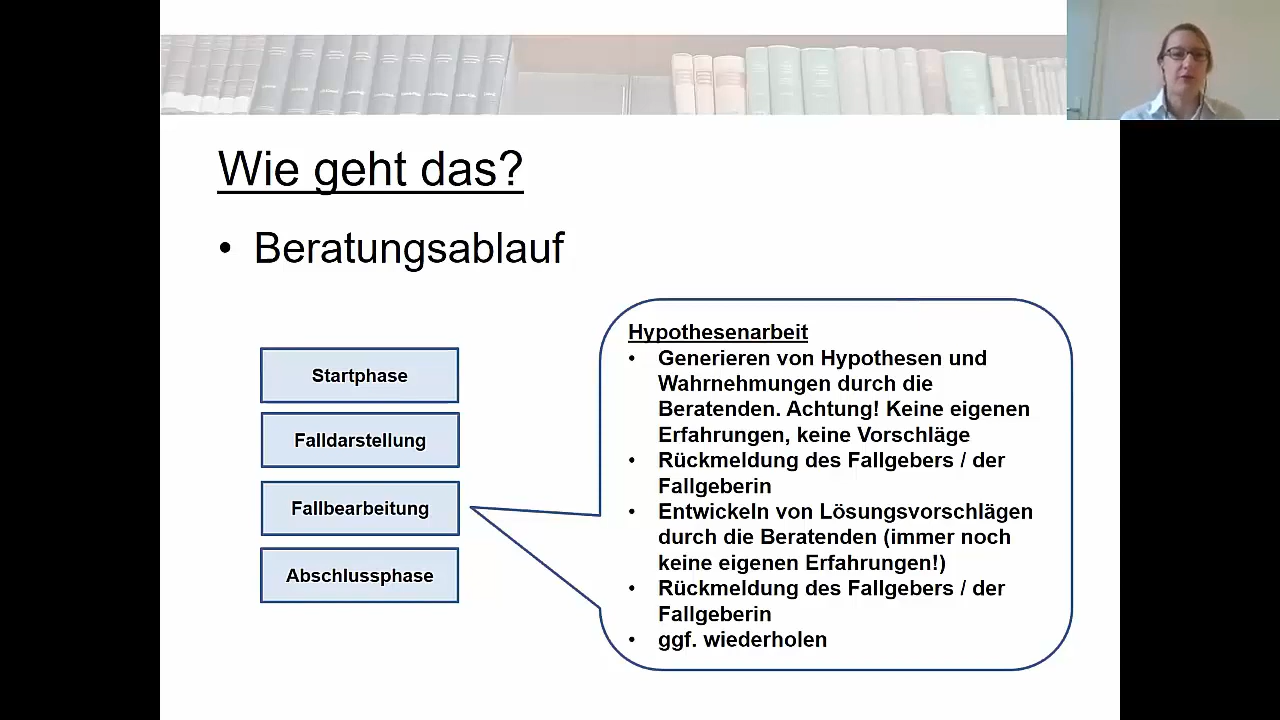 Wie geht das?
• Beratungsablauf
Startphase
Falldarstellung
Fallbearbeitung
Abschlussphase
Hypothesenarbeit
• Generieren von Hypothesen und
Wahrnehmungen durch die
Beratenden. Achtung! Keine eigenen
Erfahrungen, keine Vorschläge
• Rückmeldung des Fallgebers / der
Fallgeberin
• Entwickeln von Lösungsvorschlägen
durch die Beratenden (immer noch
keine eigenen Erfahrungen!)
• Rückmeldung des Fallgebers / der
Fallgeberin
• ggf. wiederholen